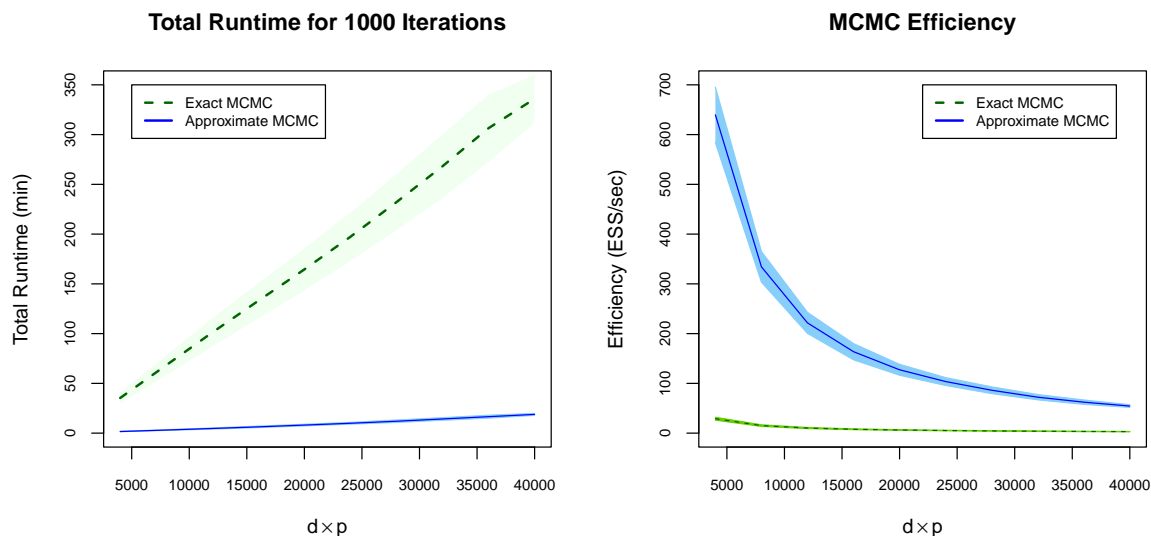 Total Runtime for 1000 Iterations
Total Runtime (min)
350
300
250
200
150
100
50
0
Exact MCMC
Approximate MCMC
5000 10000 15000 20000 25000 30000 35000 40000
d×p
MCMC Efficiency
Efficiency (ESS/sec)
700
600
500
400
300
200
100
0
Exact MCMC
Approximate MCMC
5000 10000 15000 20000 25000 30000 35000 40000
d×p